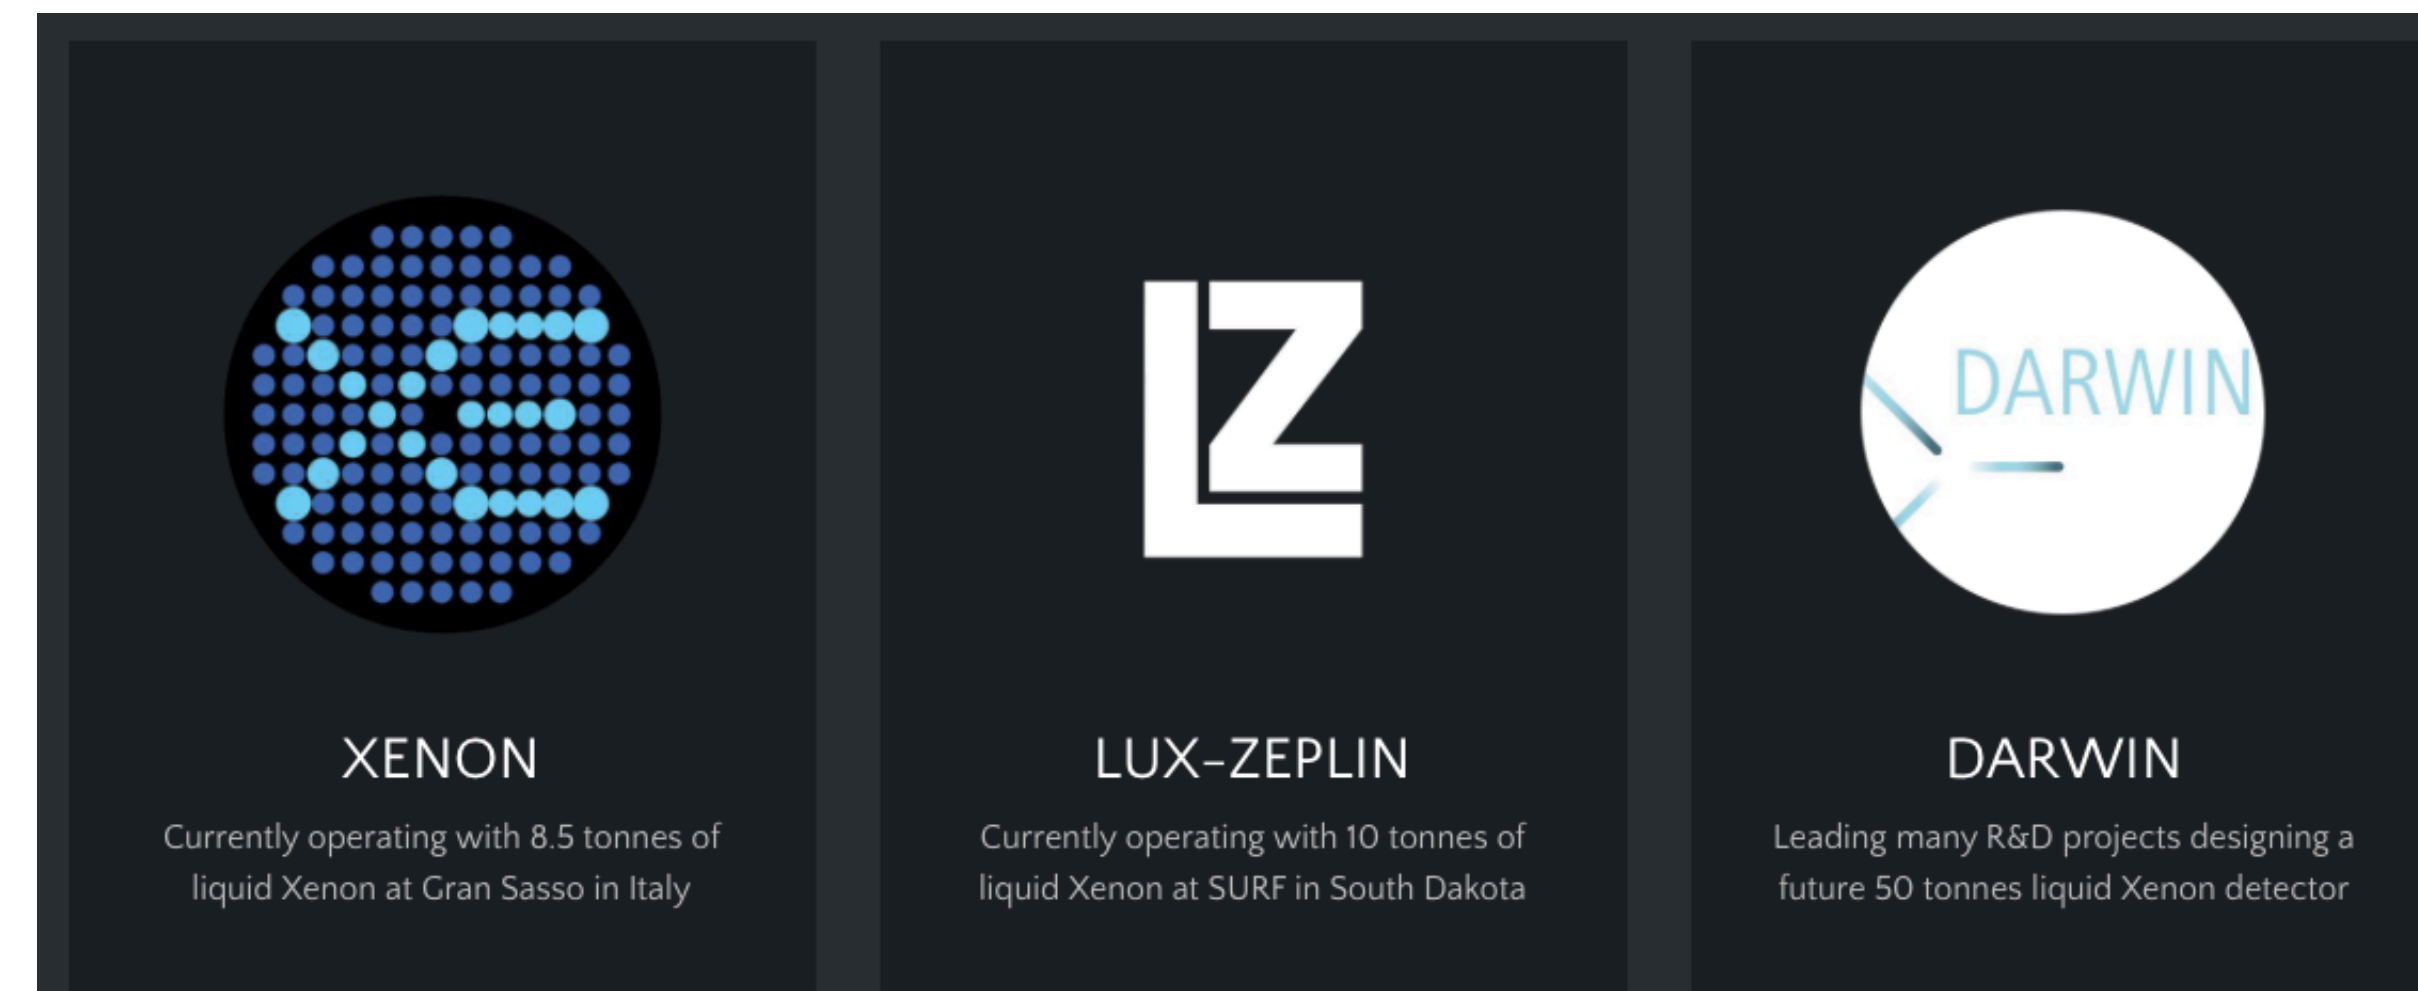 LZ
DARWIN
XENON
Currently operating with 8.5 tonnes of
liquid Xenon at Gran Sasso in Italy
LUX-ZEPLIN
Currently operating with 10 tonnes of
liquid Xenon at SURF in South Dakota
DARWIN
Leading many R&D projects designing a
future 50 tonnes liquid Xenon detector